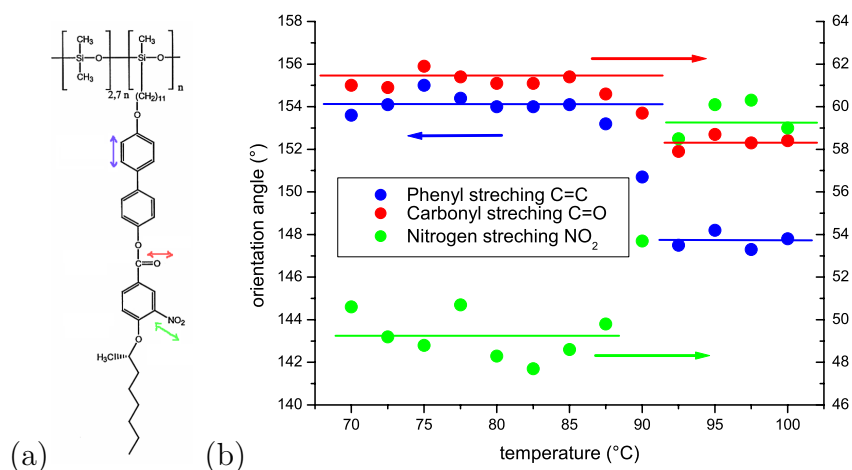 (a)
CH₃
CH₃
Si
O
Si
O
CH₃
2,7 n
(CH₂)₁₁
n
O
O
C=O
NO₂
O
H₃C
(b)
orientation angle (°)
156
154
152
150
148
146
144
142
140
64
62
60
58
56
54
52
50
48
46
Phenyl streching C=C
Carbonyl streching C=O
Nitrogen streching NO₂
70 75 80 85 90 95 100
temperature (°C)